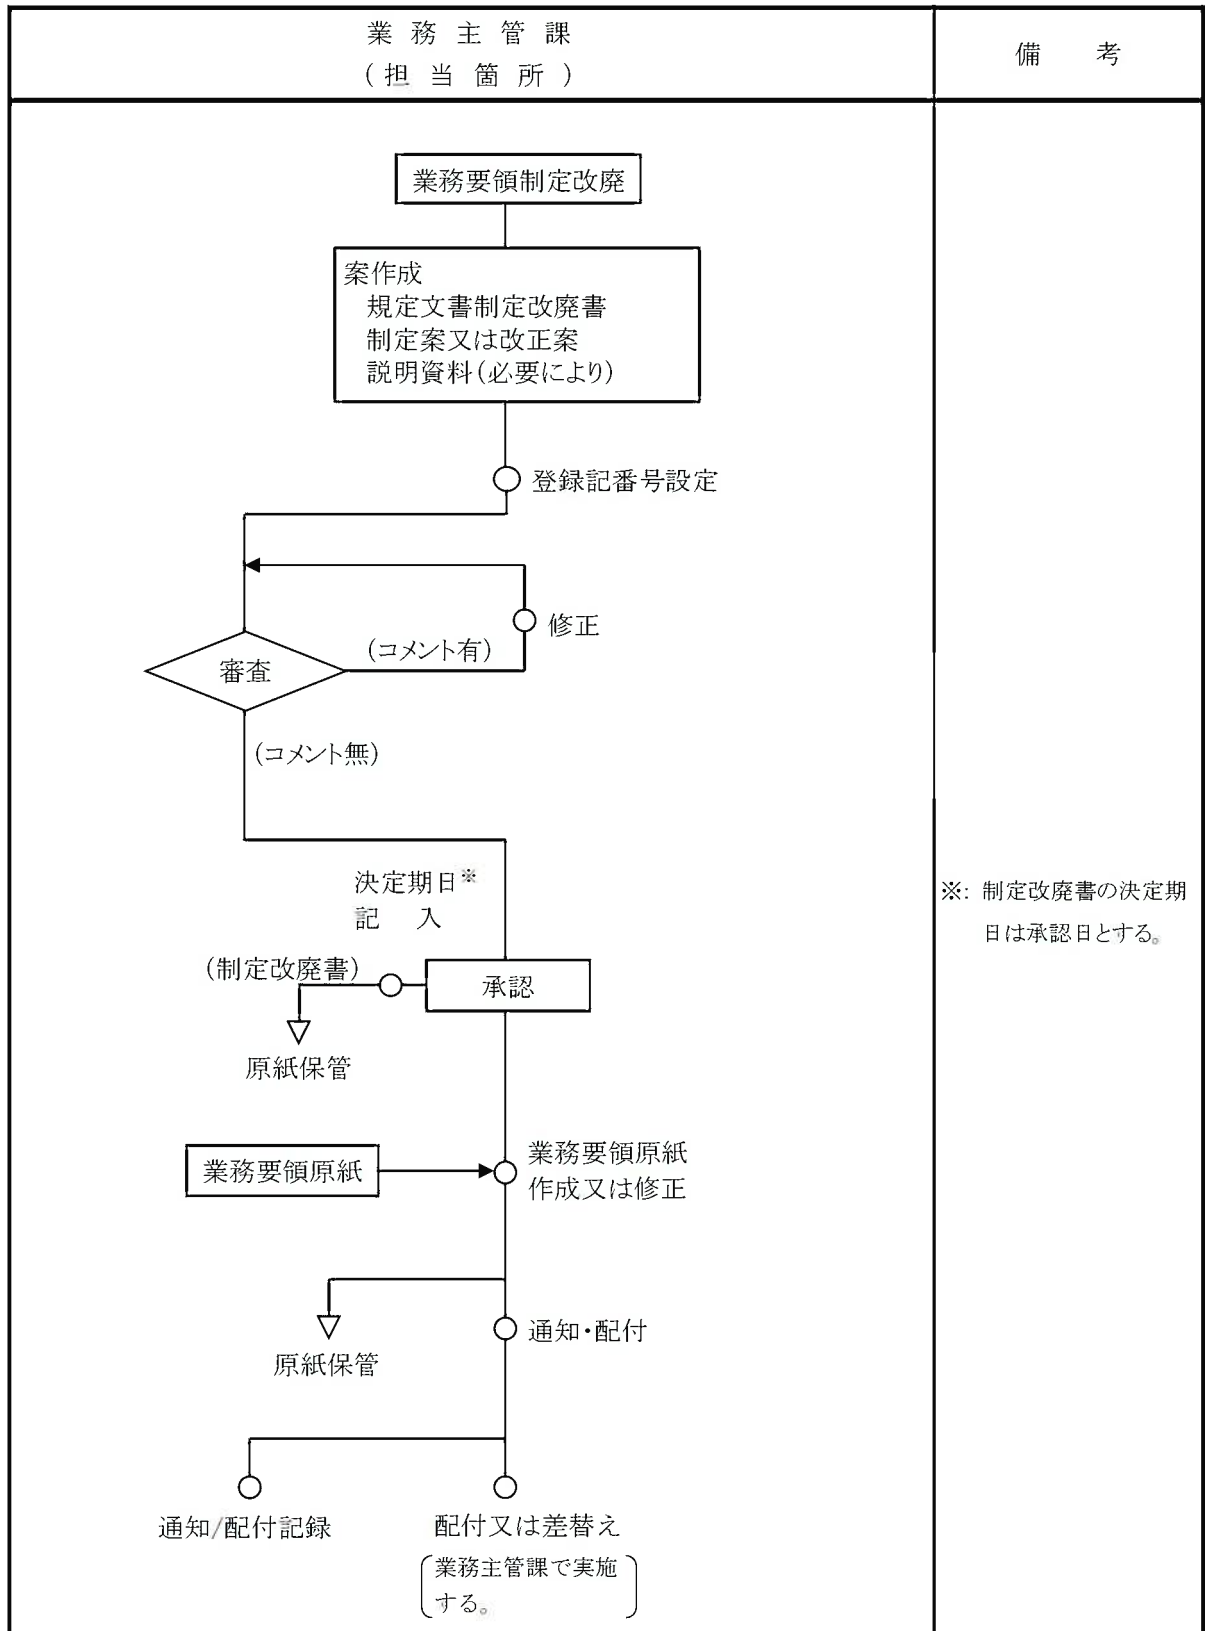 業務主管課
(担当箇所)
備考
業務要領制定改廃
案作成
規定文書制定改廃書
制定案又は改正案
説明資料(必要により)
登録記番号設定
修正
(コメント有)
審査
(コメント無)
決定期日※
記入
※: 制定改廃書の決定期
日は承認日とする。
(制定改廃書)
承認
原紙保管
業務要領原紙
業務要領原紙
作成又は修正
通知・配付
原紙保管
通知/配付記録
配付又は差替え
業務主管課で実施
する。